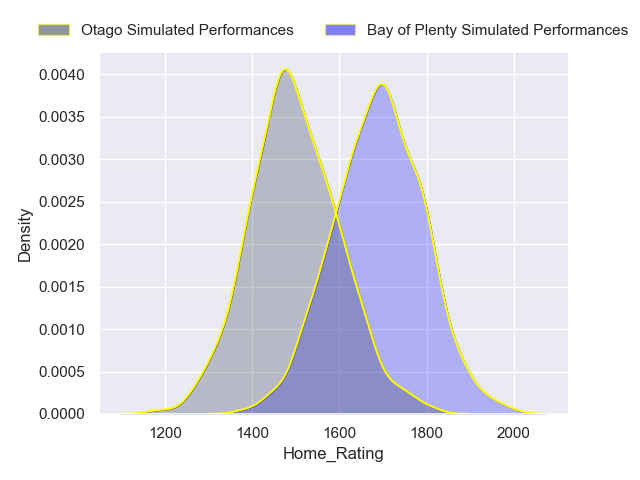 Otago Simulated Performances
Bay of Plenty Simulated Performances
0.0040
0.0035
0.0030
0.0025
0.0020
0.0015
0.0010
0.0005
0.0000
Density
1200 1400 1600 1800 2000
Home_Rating